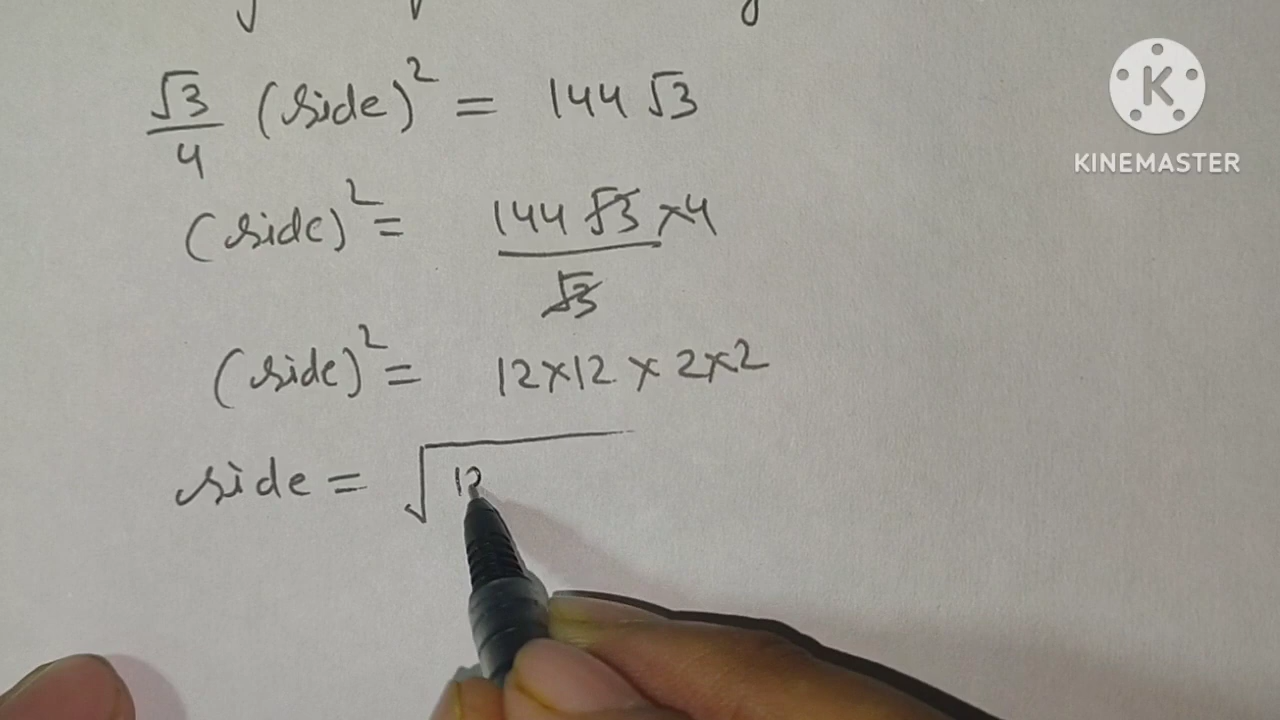 √3/4 (side)² = 144 √3
(side)² = 144 √3 ×4 / √3
(side)² = 12×12 × 2×2
side = √12
K
KINEMASTER